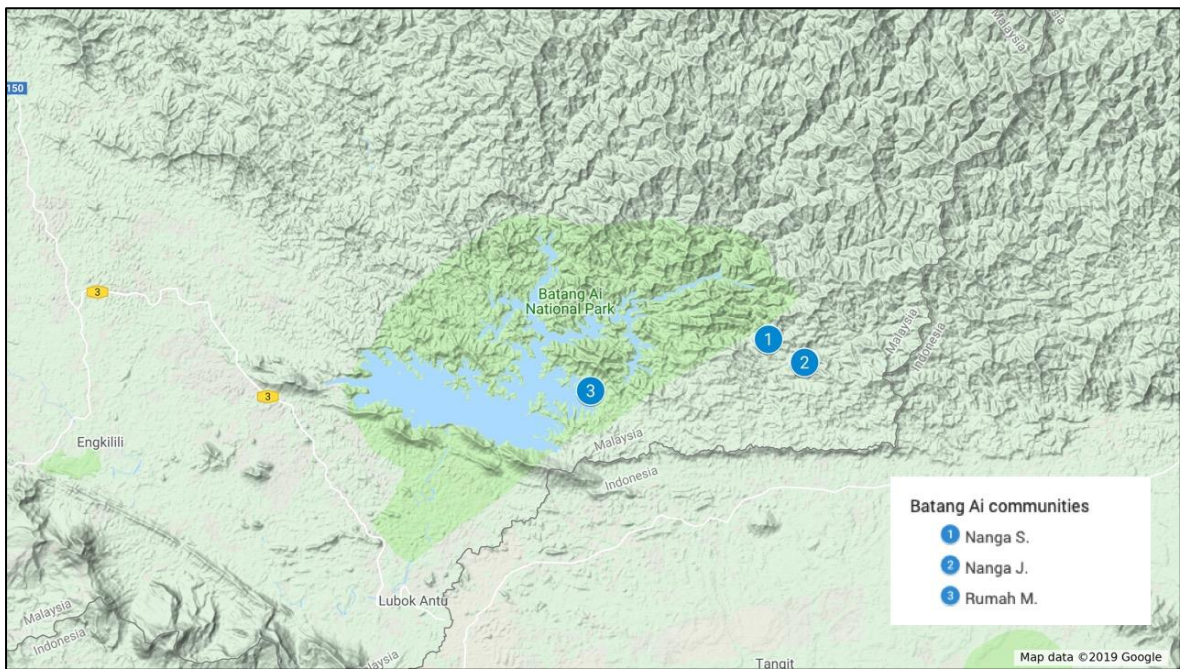 Malaysia
Indonesia
150
Batang Ai
National Park
3
1
Malaysia
Indonesia
2
3
3
Engkilili
Malaysia
Indonesia
Batang Ai communities
1 Nanga S.
2 Nanga J.
3 Rumah M.
Lubok Antu
Malaysia
Indonesia
Malaysia
Tangit
Map data ©2019 Google